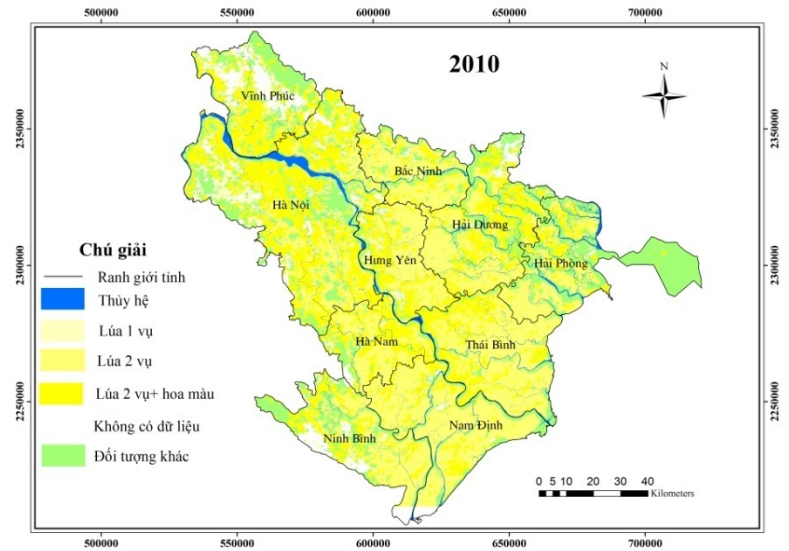 500000 550000 600000 650000 700000
2010
N
2350000
2300000
2250000
2350000
2300000
2250000
Vĩnh Phúc
Bắc Ninh
Hà Nội
Hải Dương
Hưng Yên
Hải Phòng
Hà Nam
Thái Bình
Ninh Bình
Nam Định
Chú giải
Ranh giới tỉnh
Thủy hệ
Lúa 1 vụ
Lúa 2 vụ
Lúa 2 vụ+ hoa màu
Không có dữ liệu
Đối tượng khác
0 5 10 20 30 40
Kilometers
500000 550000 600000 650000 700000